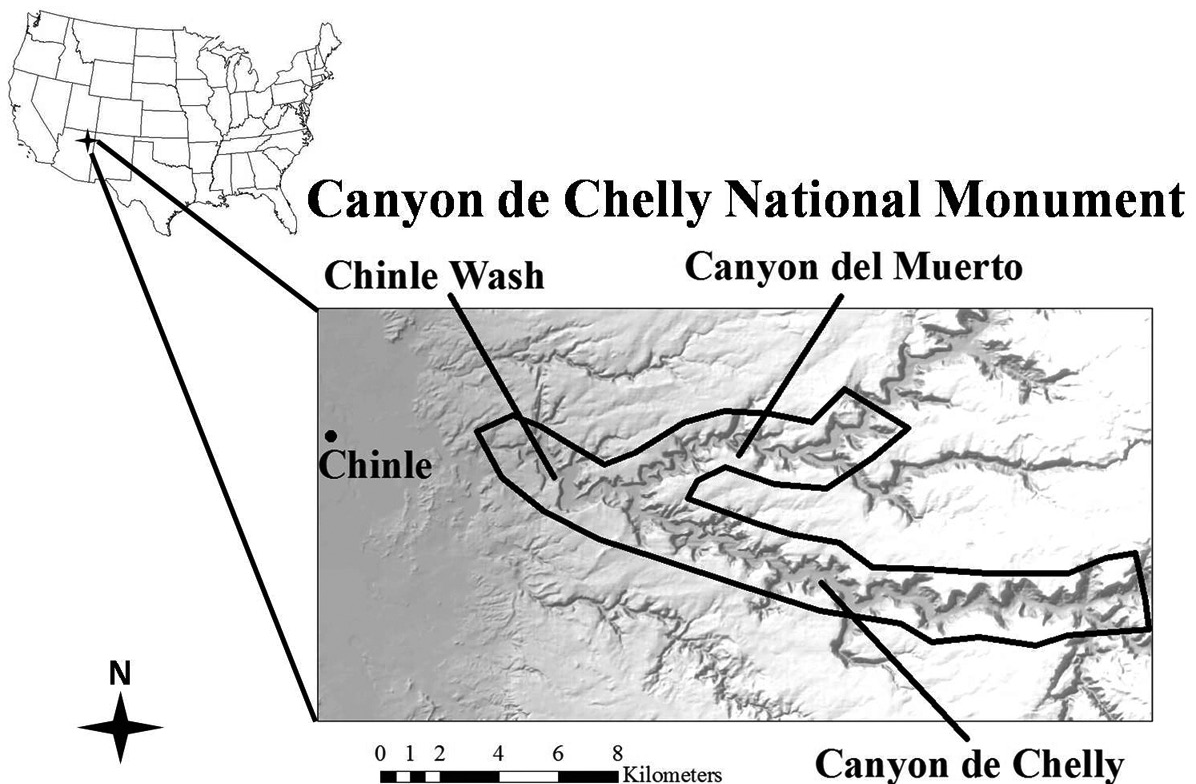 Canyon de Chelly National Monument
Chinle Wash
Canyon del Muerto
Chinle
N
0 1 2 4 6 8
Kilometers
Canyon de Chelly